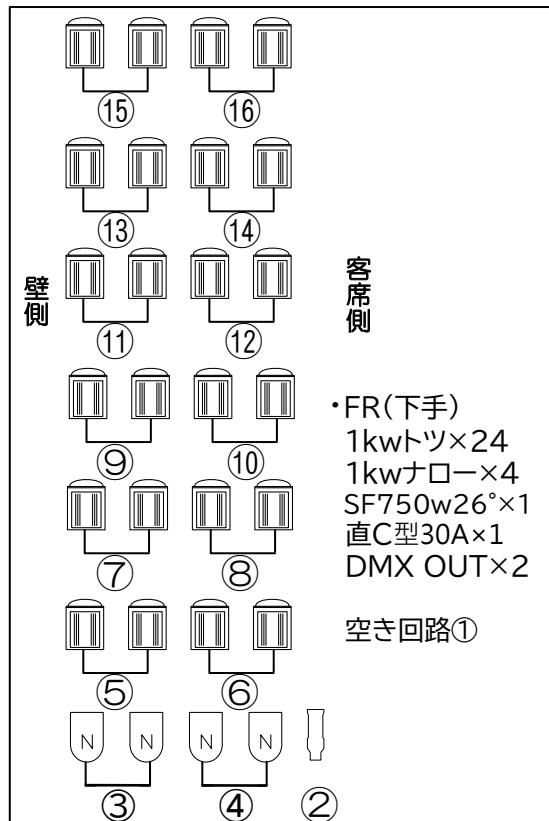 ⑮ ⑯
⑬ ⑭
壁側
客席側
⑪ ⑫
⑨ ⑩
・FR(下手)
1kwトツ×24
1kwナロー×4
SF750w26°×1
直C型30A×1
DMX OUT×2
⑦ ⑧
空き回路①
⑤ ⑥
N N N N
③ ④ ②